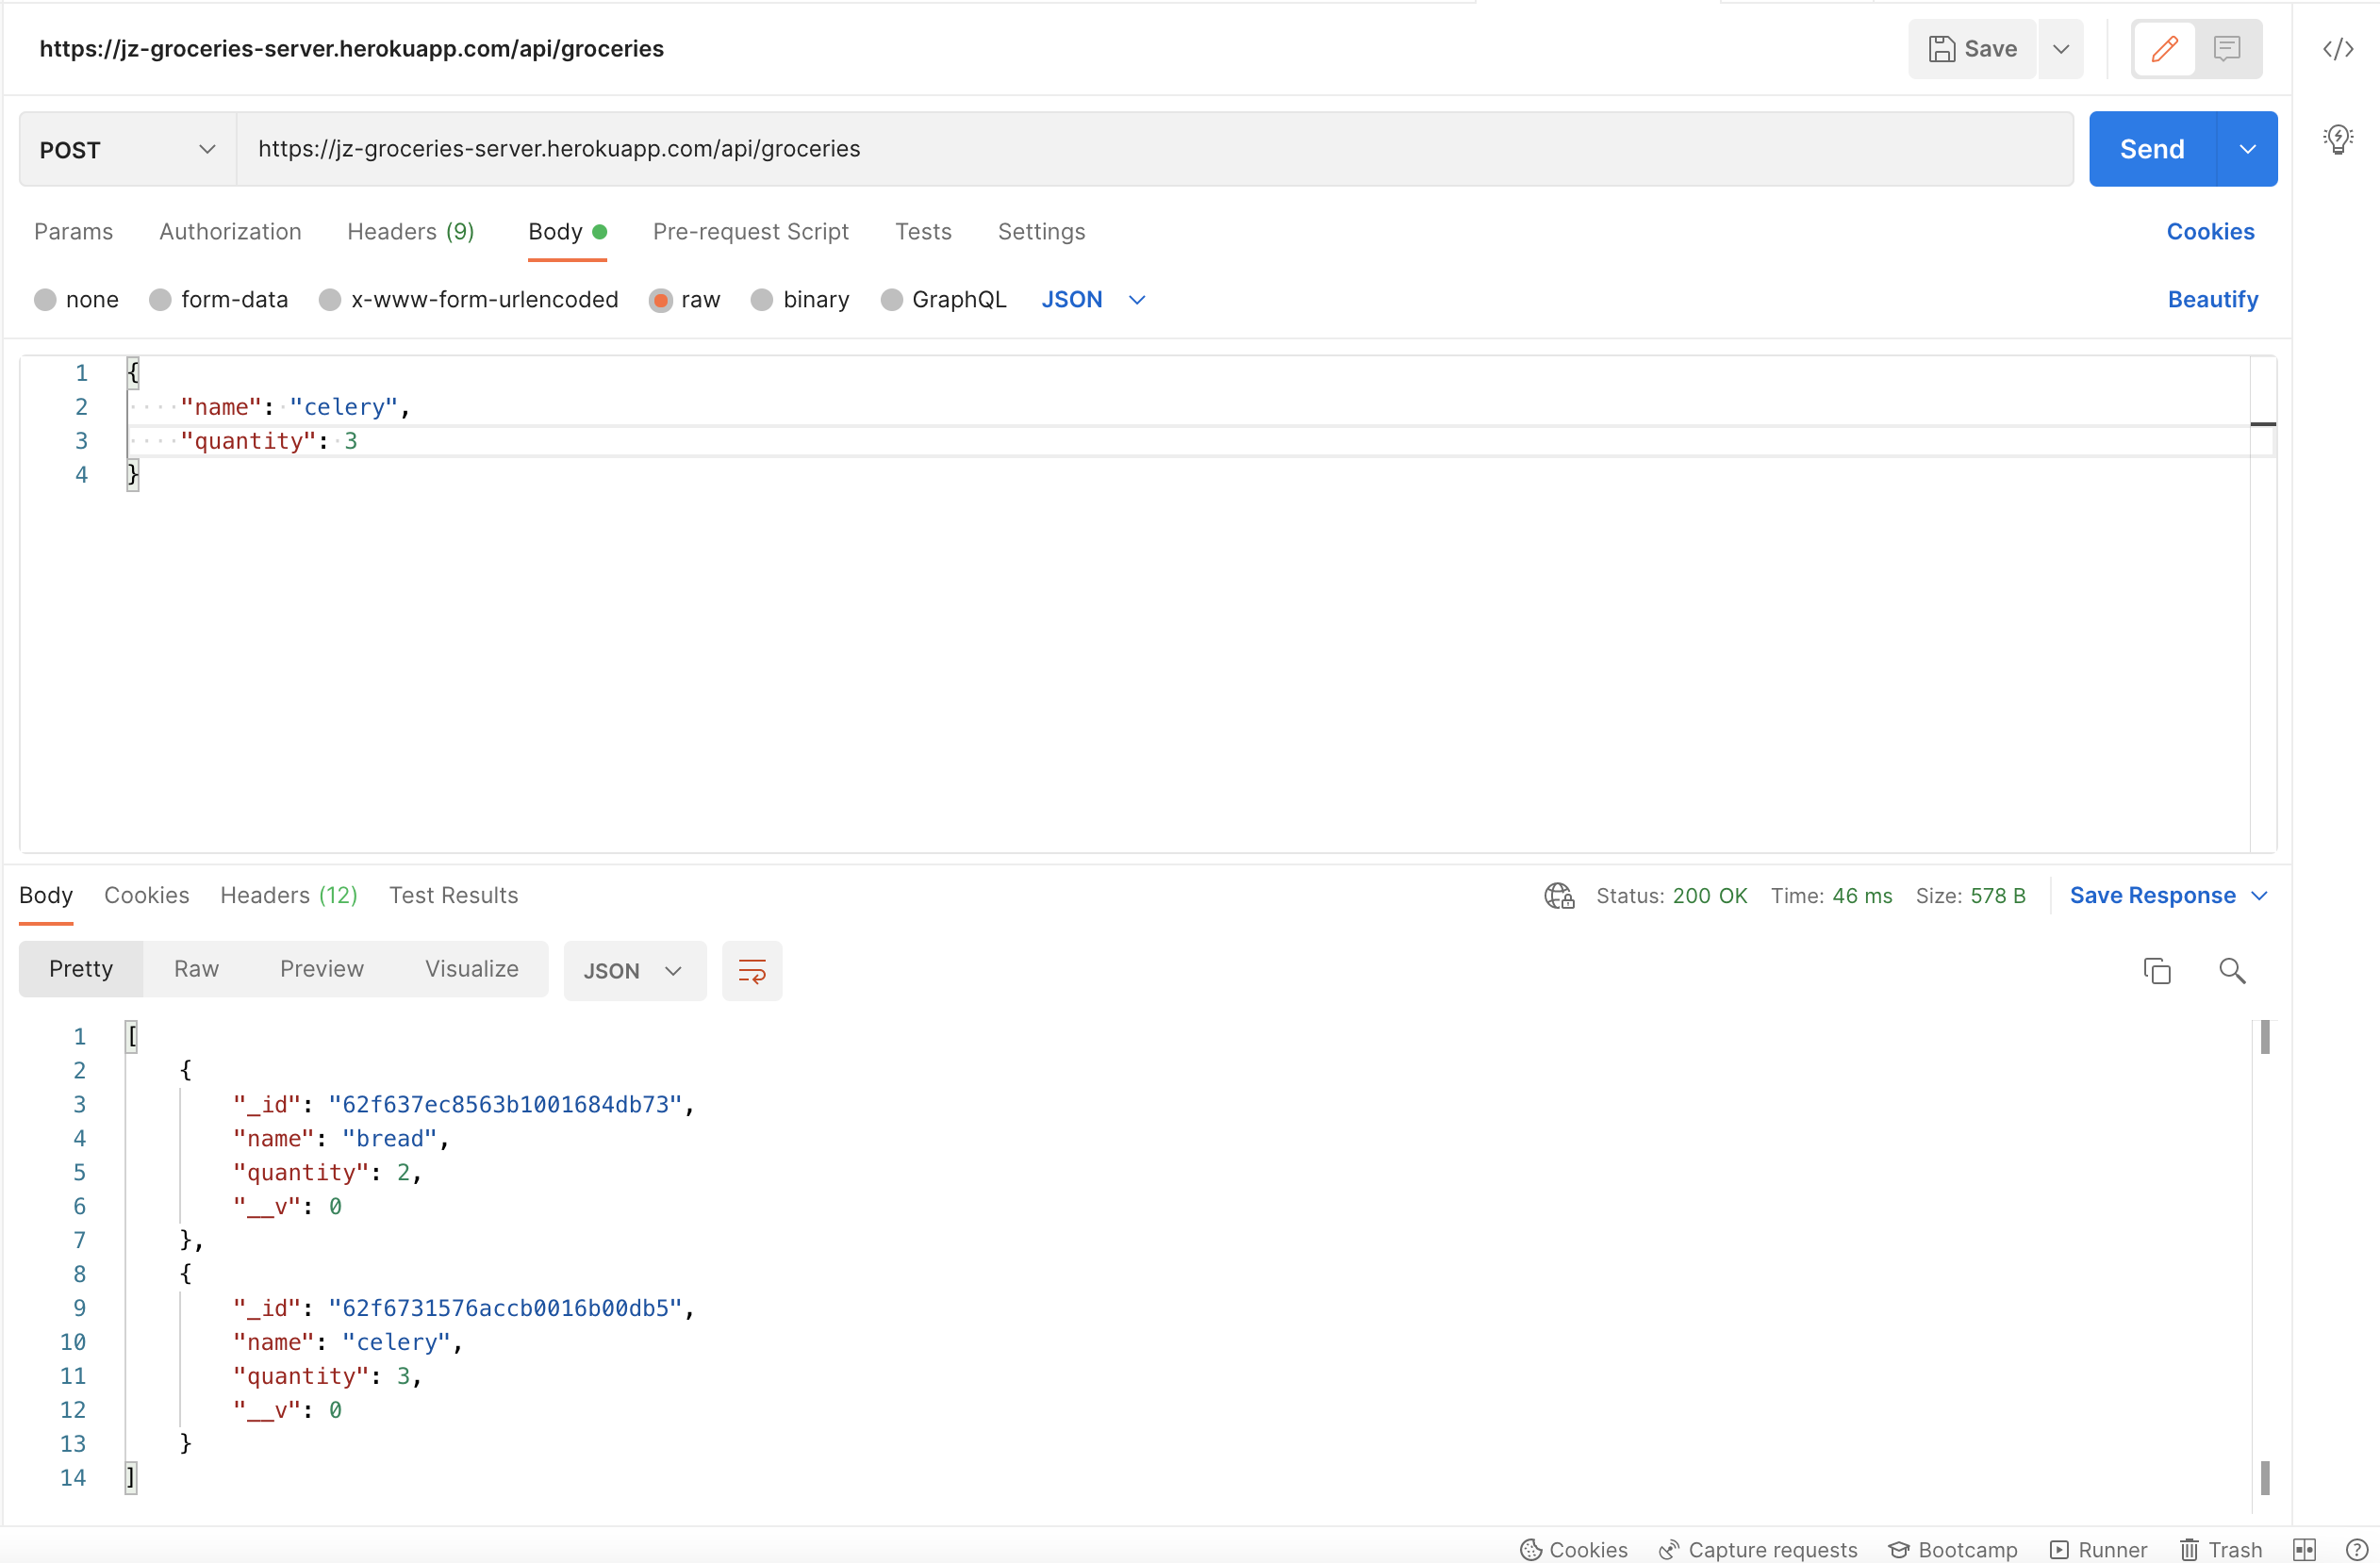 https://jz-groceries-server.herokuapp.com/api/groceries
Save
POST
https://jz-groceries-server.herokuapp.com/api/groceries
Send
Params Authorization Headers (9) Body Pre-request Script Tests Settings Cookies
none form-data x-www-form-urlencoded raw binary GraphQL JSON Beautify
1 {
2 "name": "celery",
3 "quantity": 3
4 }
Body Cookies Headers (12) Test Results Status: 200 OK Time: 46 ms Size: 578 B Save Response
Pretty Raw Preview Visualize JSON
1 [
2 {
3 "_id": "62f637ec8563b1001684db73",
4 "name": "bread",
5 "quantity": 2,
6 "__v": 0
7 },
8 {
9 "_id": "62f6731576accb0016b00db5",
10 "name": "celery",
11 "quantity": 3,
12 "__v": 0
13 }
14 ]
Cookies Capture requests Bootcamp Runner Trash